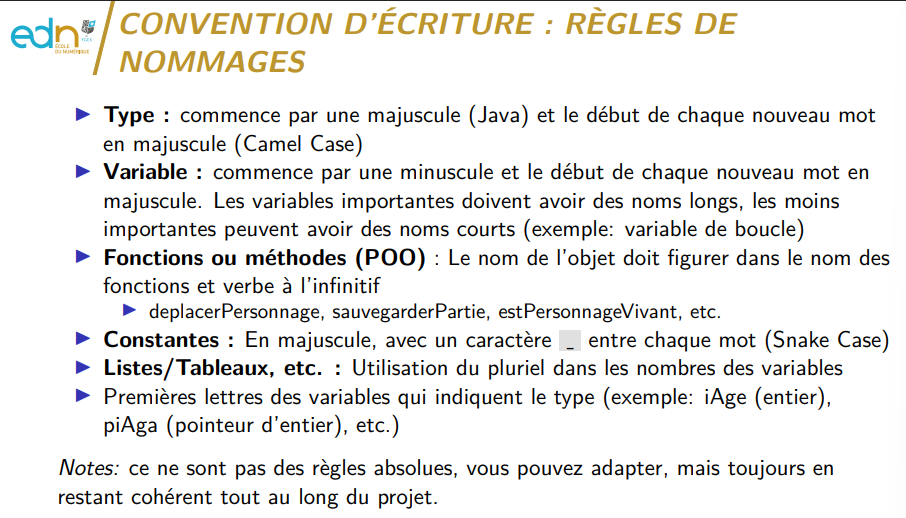 edn
ÉCOLE
DU NUMÉRIQUE
CONVENTION D'ÉCRITURE : RÈGLES DE
NOMMAGES
Type : commence par une majuscule (Java) et le début de chaque nouveau mot
en majuscule (Camel Case)
Variable : commence par une minuscule et le début de chaque nouveau mot en
majuscule. Les variables importantes doivent avoir des noms longs, les moins
importantes peuvent avoir des noms courts (exemple: variable de boucle)
Fonctions ou méthodes (POO) : Le nom de l'objet doit figurer dans le nom des
fonctions et verbe à l'infinitif
deplacerPersonnage, sauvegarderPartie, estPersonnageVivant, etc.
Constantes : En majuscule, avec un caractère _ entre chaque mot (Snake Case)
Listes/Tableaux, etc. : Utilisation du pluriel dans les nombres des variables
Premières lettres des variables qui indiquent le type (exemple: iAge (entier),
piAga (pointeur d'entier), etc.)
Notes: ce ne sont pas des règles absolues, vous pouvez adapter, mais toujours en
restant cohérent tout au long du projet.